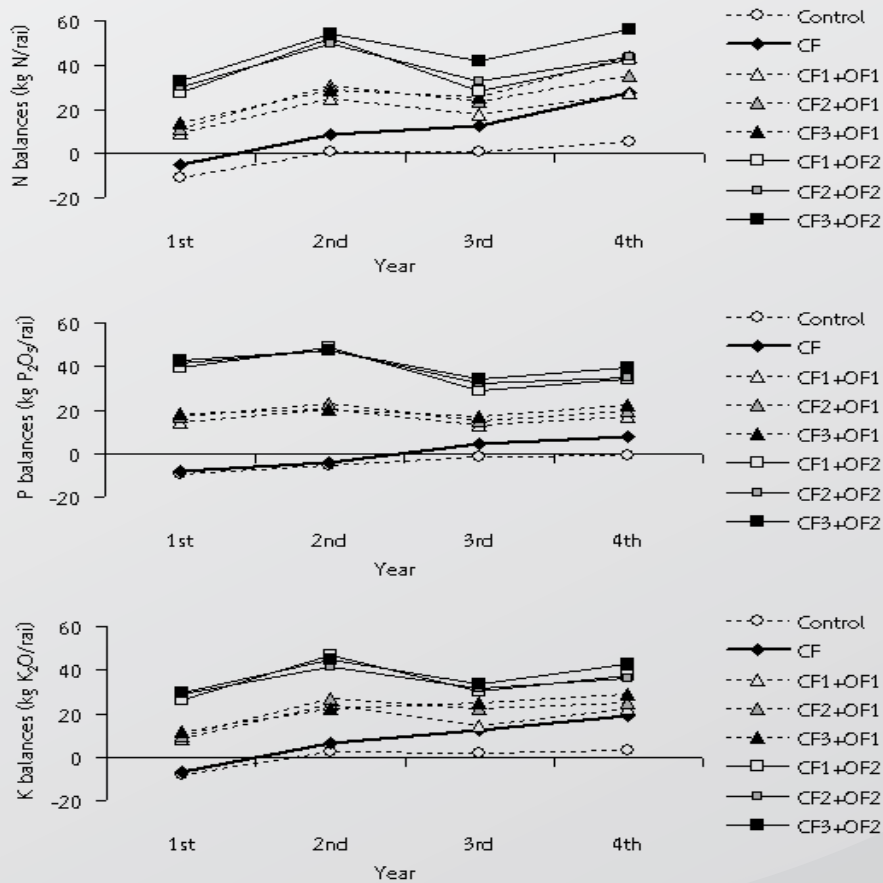 N balances (kg N/rai)
60
40
20
0
-20
1st 2nd 3rd 4th
Year
Control
CF
CF1+OF1
CF2+OF1
CF3+OF1
CF1+OF2
CF2+OF2
CF3+OF2
P balances (kg P₂O₅/rai)
60
40
20
0
-20
1st 2nd 3rd 4th
Year
Control
CF
CF1+OF1
CF2+OF1
CF3+OF1
CF1+OF2
CF2+OF2
CF3+OF2
K balances (kg K₂O/rai)
60
40
20
0
-20
1st 2nd 3rd 4th
Year
Control
CF
CF1+OF1
CF2+OF1
CF3+OF1
CF1+OF2
CF2+OF2
CF3+OF2